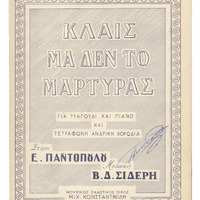 ΚΛΑΙΣ
ΜΑ ΔΕΝ ΤΟ
ΜΑΡΤΥΡΑΣ
ΓΙΑ ΤΡΑΓΟΥΔΙ ΚΑΙ ΠΙΑΝΟ
ΚΑΙ
ΤΕΤΡΑΦΩΝΗ ΑΝΔΡΙΚΗ ΧΟΡΩΔΙΑ
Στίχοι
Ε. ΠΑΝΤΟΠΟΥΛΟΥ
Μουσική
Β.Δ. ΣΙΔΕΡΗ
ΜΟΥΣΙΚΟΣ ΕΚΔΟΤΙΚΟΣ ΟΙΚΟΣ
ΜΙΧ. ΚΩΝΣΤΑΝΤΙΝΙΔΗ